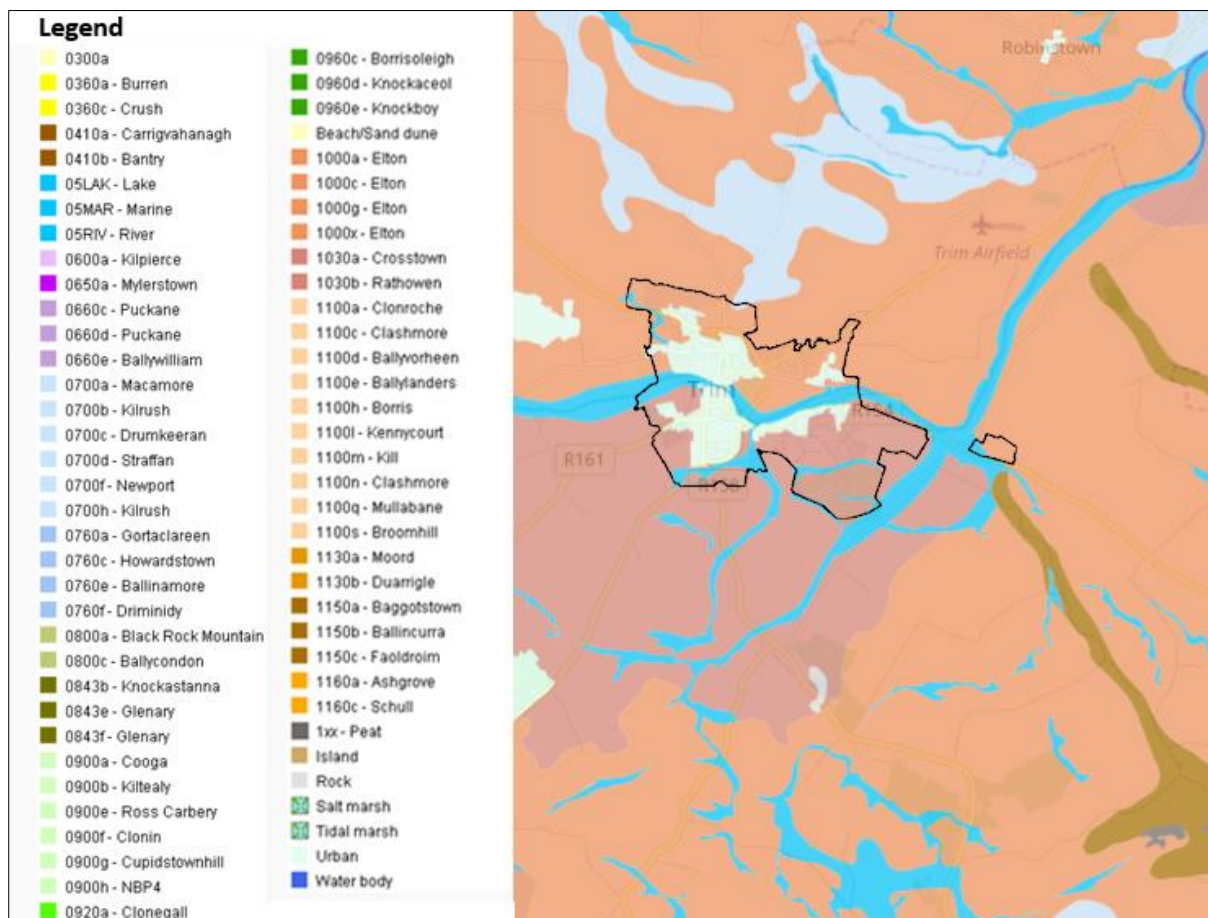 Legend
0300a
0360a - Burren
0360c - Crush
0410a - Carrigvahanagh
0410b - Bantry
05LAK - Lake
05MAR - Marine
05RIV - River
0600a - Kilpierce
0650a - Mylerstown
0660c - Puckane
0660d - Puckane
0660e - Ballywilliam
0700a - Macamore
0700b - Kilrush
0700c - Drumkeeran
0700d - Straffan
0700f - Newport
0700h - Kilrush
0760a - Gortaclareen
0760c - Howardstown
0760e - Ballinamore
0760f - Driminidy
0800a - Black Rock Mountain
0800c - Ballycondon
0843b - Knockastanna
0843e - Glenary
0843f - Glenary
0900a - Cooga
0900b - Kiltealy
0900e - Ross Carbery
0900f - Clonin
0900g - Cupidstownhill
0900h - NBP4
0920a - Clonegall
0960c - Borrisoleigh
0960d - Knockaceol
0960e - Knockboy
Beach/Sand dune
1000a - Elton
1000c - Elton
1000g - Elton
1000x - Elton
1030a - Crosstown
1030b - Rathowen
1100a - Clonroche
1100c - Clashmore
1100d - Ballyvorheen
1100e - Ballylanders
1100h - Borris
1100l - Kennycourt
1100m - Kill
1100n - Clashmore
1100q - Mullabane
1100s - Broomhill
1130a - Moord
1130b - Duarrigle
1150a - Baggotstown
1150b - Ballincurra
1150c - Faoldroim
1160a - Ashgrove
1160c - Schull
1xx - Peat
Island
Rock
Salt marsh
Tidal marsh
Urban
Water body
Robinstown
Trim Airfield
Trim
R154
R161
R158